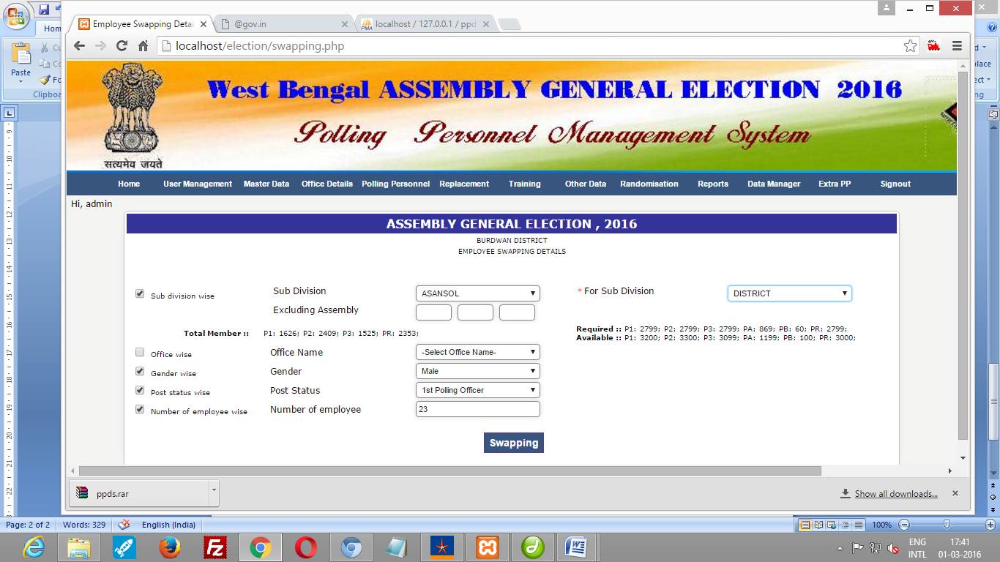 Employee Swapping Detai
@gov.in
localhost / 127.0.0.1 / ppd
Hom
localhost/election/swapping.php
Paste
Cu
Co
Fo
Clipboa
place
ect
ng
सत्यमेव जयते
West Bengal ASSEMBLY GENERAL ELECTION 2016
Polling Personnel Management System
Home User Management Master Data Office Details Polling Personnel Replacement Training Other Data Randomisation Reports Data Manager Extra PP Signout
Hi, admin
ASSEMBLY GENERAL ELECTION , 2016
BURDWAN DISTRICT
EMPLOYEE SWAPPING DETAILS
Sub division wise Sub Division ASANSOL * For Sub Division DISTRICT
Excluding Assembly
Total Member :: P1: 1626; P2: 2409; P3: 1525; PR: 2353;
Required :: P1: 2799; P2: 2799; P3: 2799; PA: 869; PB: 60; PR: 2799;
Available :: P1: 3200; P2: 3300; P3: 3099; PA: 1199; PB: 100; PR: 3000;
Office wise Office Name -Select Office Name-
Gender wise Gender Male
Post status wise Post Status 1st Polling Officer
Number of employee wise Number of employee 23
Swapping
ppds.rar
Show all downloads...
Page: 2 of 2 Words: 329 English (India) 100%
ENG 17:41
INTL 01-03-2016